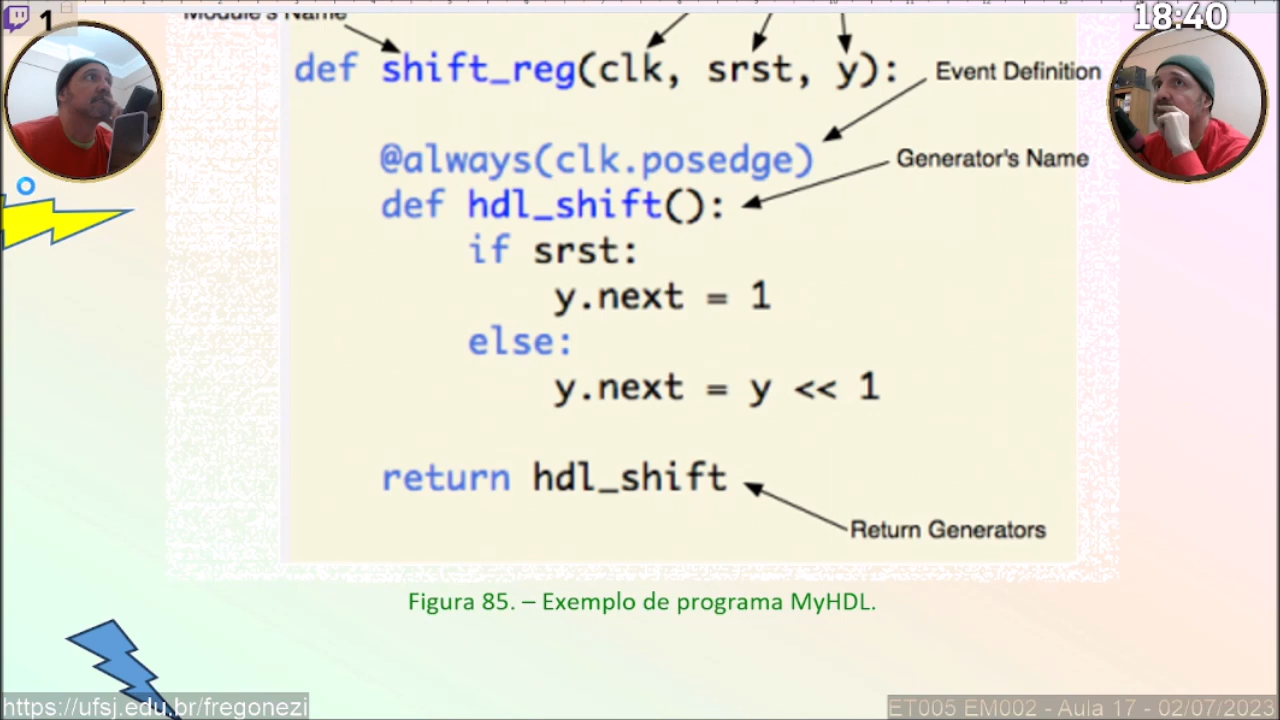 1
18:40
Module's Name
def shift_reg(clk, srst, y):
Event Definition
@always(clk.posedge)
Generator's Name
def hdl_shift():
if srst:
y.next = 1
else:
y.next = y << 1
return hdl_shift
Return Generators
Figura 85. – Exemplo de programa MyHDL.
https://ufsj.edu.br/fregonezi
ET005 EM002 - Aula 17 - 02/07/2023